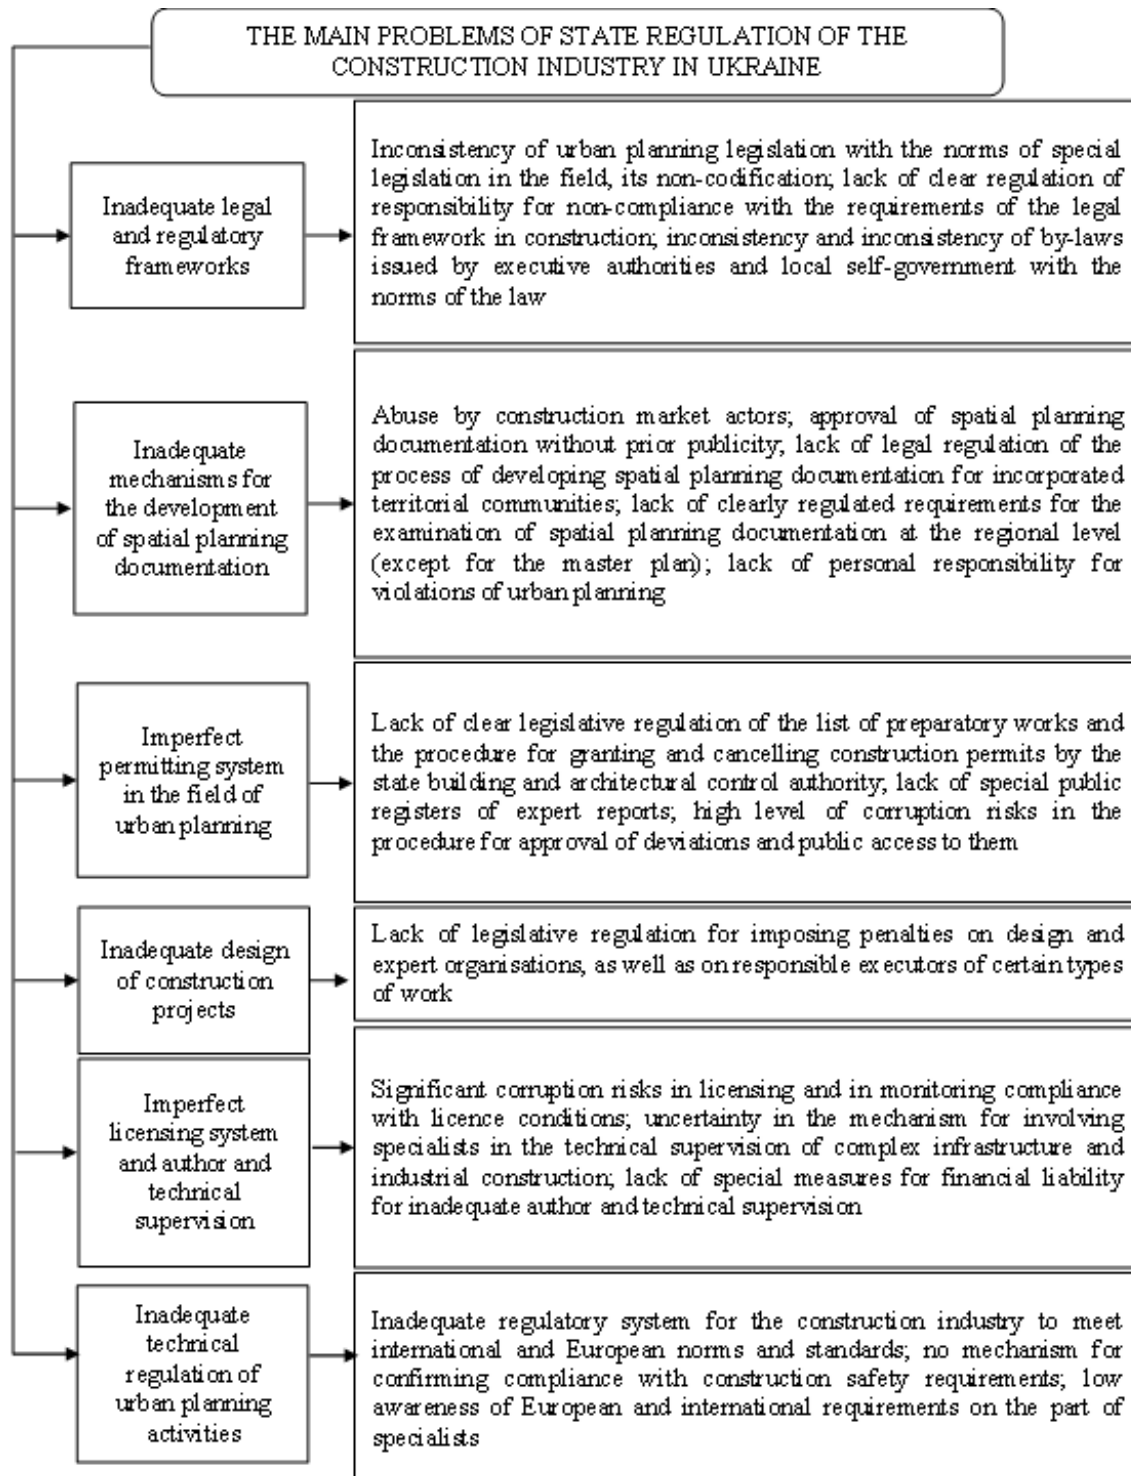 THE MAIN PROBLEMS OF STATE REGULATION OF THE
CONSTRUCTION INDUSTRY IN UKRAINE
Inadequate legal
and regulatory
frameworks
Inconsistency of urban planning legislation with the norms of special
legislation in the field, its non-codification; lack of clear regulation of
responsibility for non-compliance with the requirements of the legal
framework in construction; inconsistency and inconsistency of by-laws
issued by executive authorities and local self-government with the
norms of the law
Inadequate
mechanisms for
the development
of spatial planning
documentation
Abuse by construction market actors; approval of spatial planning
documentation without prior publicity; lack of legal regulation of the
process of developing spatial planning documentation for incorporated
territorial communities; lack of clearly regulated requirements for the
examination of spatial planning documentation at the regional level
(except for the master plan); lack of personal responsibility for
violations of urban planning
Imperfect
permitting system
in the field of
urban planning
Lack of clear legislative regulation of the list of preparatory works and
the procedure for granting and cancelling construction permits by the
state building and architectural control authority; lack of special public
registers of expert reports; high level of corruption risks in the
procedure for approval of deviations and public access to them
Inadequate design
of construction
projects
Lack of legislative regulation for imposing penalties on design and
expert organisations, as well as on responsible executors of certain types
of work
Imperfect
licensing system
and author and
technical
supervision
Significant corruption risks in licensing and in monitoring compliance
with licence conditions; uncertainty in the mechanism for involving
specialists in the technical supervision of complex infrastructure and
industrial construction; lack of special measures for financial liability
for inadequate author and technical supervision
Inadequate
technical
regulation of
urban planning
activities
Inadequate regulatory system for the construction industry to meet
international and European norms and standards; no mechanism for
confirming compliance with construction safety requirements; low
awareness of European and international requirements on the part of
specialists